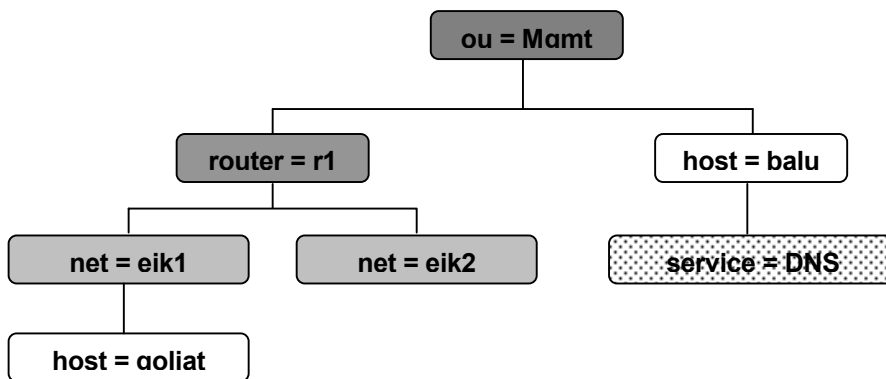 ou = Mgmt
router = r1
host = balu
net = eik1
net = eik2
service = DNS
host = goliat